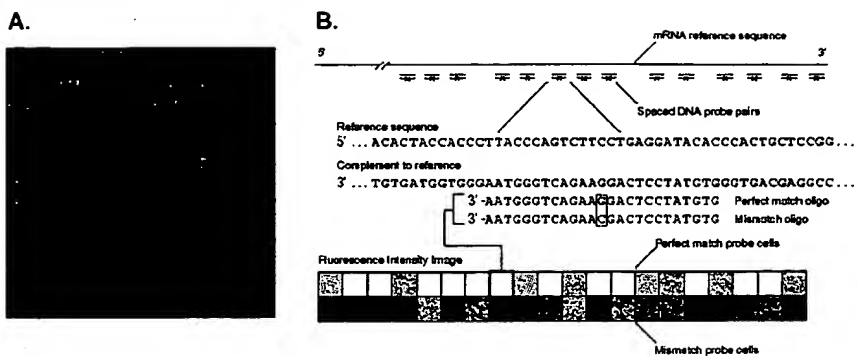 A.
B.
mRNA reference sequence
5'
3'
Spaced DNA probe pairs
Reference sequence
5' ... ACACTACCACCCTTACCCAGTCTTCCTGAGGATACACCCACTGCTCCGG...
Complement to reference
3' ... TGTGATGGTGGGAATGGGTCAGAAGGACTCCTATGTGGGTGACGAGGCC...
3' -AATGGGTCAGAAGGACTCCTATGTG Perfect match oligo
3' -AATGGGTCAGAACGACTCCTATGTG Mismatch oligo
Fluorescence Intensity Image
Perfect match probe cells
Mismatch probe cells